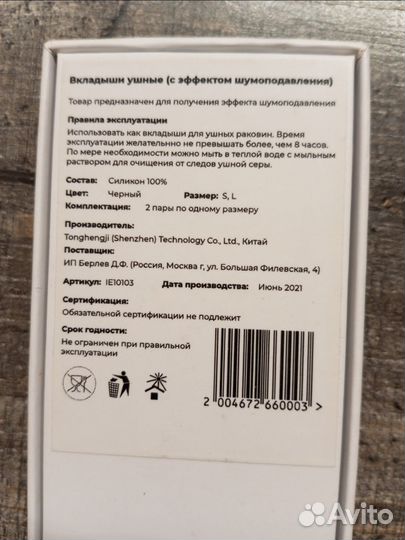 Вкладыши ушные (с эффектом шумоподавления)
Товар предназначен для получения эффекта шумоподавления
Правила эксплуатации
Использовать как вкладыши для ушных раковин. Время
эксплуатации желательно не превышать более, чем 8 часов.
По мере необходимости можно мыть в теплой воде с мыльным
раствором для очищения от следов ушной серы.
Состав: Силикон 100%
Цвет: Черный Размер: S, L
Комплектация: 2 пары по одному размеру
Производитель:
Tonghengji (Shenzhen) Technology Co., Ltd., Китай
Поставщик:
ИП Берлев Д.Ф. (Россия, Москва г, ул. Большая Филевская, 4)
Артикул: IE10103 Дата производства: Июнь 2021
Сертификация:
Обязательной сертификации не подлежит
Срок годности:
Не ограничен при правильной
эксплуатации
2 004672 660003 >
Avito